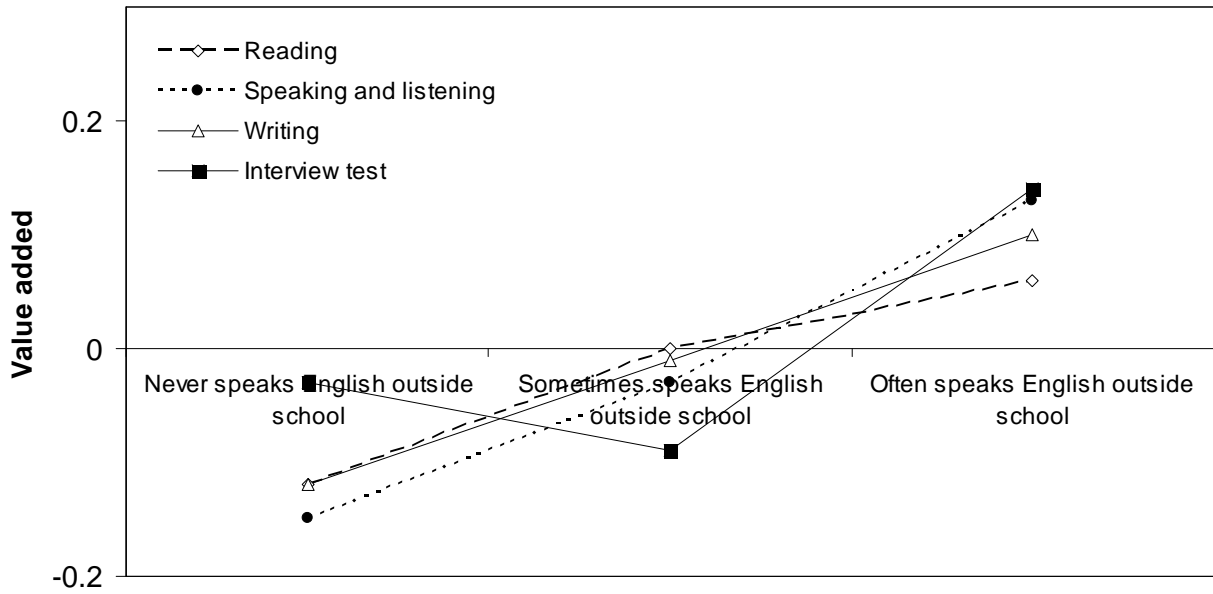 Reading
Speaking and listening
Writing
Interview test
Value added
0.2
0
-0.2
Never speaks English outside
school
Sometimes speaks English
outside school
Often speaks English outside
school